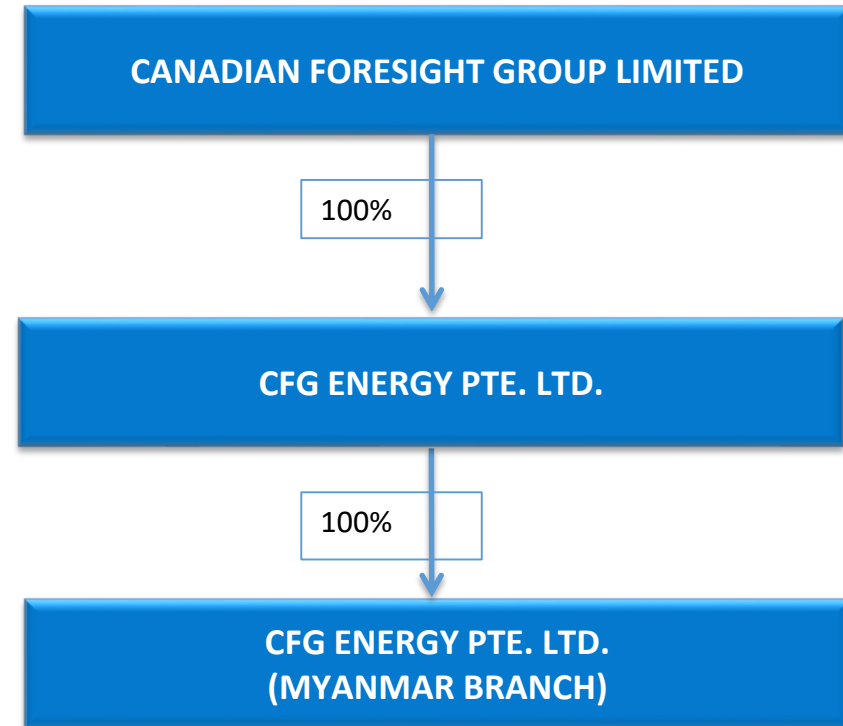 CANADIAN FORESIGHT GROUP LIMITED
100%
CFG ENERGY PTE. LTD.
100%
CFG ENERGY PTE. LTD.
(MYANMAR BRANCH)